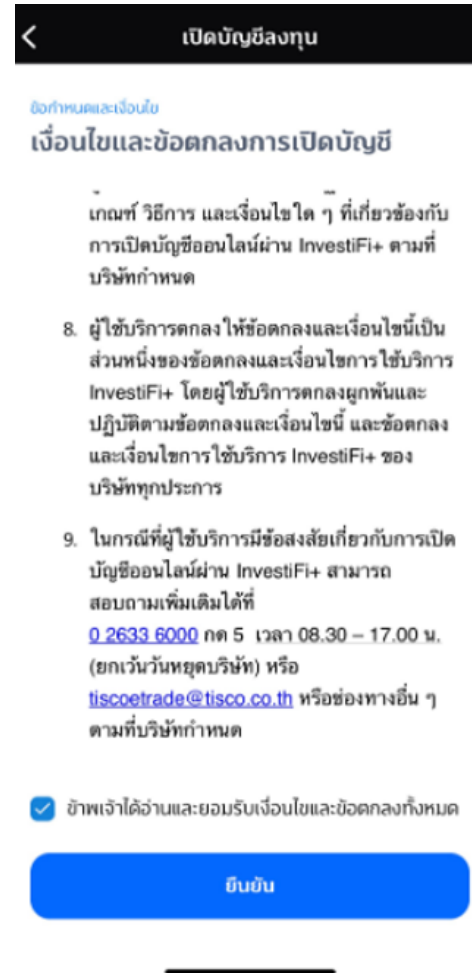 เปิดบัญชีลงทุน
ข้อกำหนดและเงื่อนไข
เงื่อนไขและข้อตกลงการเปิดบัญชี
เกณฑ์ วิธีการ และเงื่อนไขใด ๆ ที่เกี่ยวข้องกับ
การเปิดบัญชีออนไลน์ผ่าน InvestiFi+ ตามที่
บริษัทกำหนด
8. ผู้ใช้บริการตกลงให้ข้อตกลงและเงื่อนไขนี้เป็น
ส่วนหนึ่งของข้อตกลงและเงื่อนไขการใช้บริการ
InvestiFi+ โดยผู้ใช้บริการตกลงผูกพันและ
ปฏิบัติตามข้อตกลงและเงื่อนไขนี้ และข้อตกลง
และเงื่อนไขการใช้บริการ InvestiFi+ ของ
บริษัททุกประการ
9. ในกรณีที่ผู้ใช้บริการมีข้อสงสัยเกี่ยวกับการเปิด
บัญชีออนไลน์ผ่าน InvestiFi+ สามารถ
สอบถามเพิ่มเติมได้ที่
0 2633 6000 กด 5 เวลา 08.30 – 17.00 น.
(ยกเว้นวันหยุดบริษัท) หรือ
tiscoetrade@tisco.co.th หรือช่องทางอื่น ๆ
ตามที่บริษัทกำหนด
ข้าพเจ้าได้อ่านและยอมรับเงื่อนไขและข้อตกลงทั้งหมด
ยืนยัน